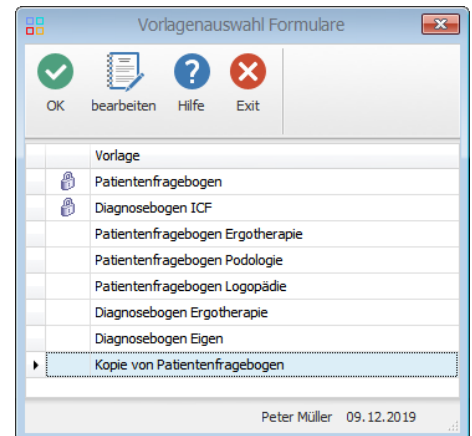 Vorlagenauswahl Formulare
OK bearbeiten Hilfe Exit
Vorlage
Patientenfragebogen
Diagnosebogen ICF
Patientenfragebogen Ergotherapie
Patientenfragebogen Podologie
Patientenfragebogen Logopädie
Diagnosebogen Ergotherapie
Diagnosebogen Eigen
Kopie von Patientenfragebogen
Peter Müller 09.12.2019